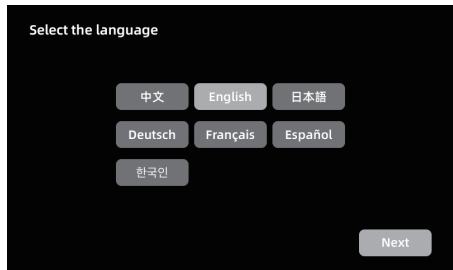 Select the language
中文 English 日本語
Deutsch Français Español
한국인
Next